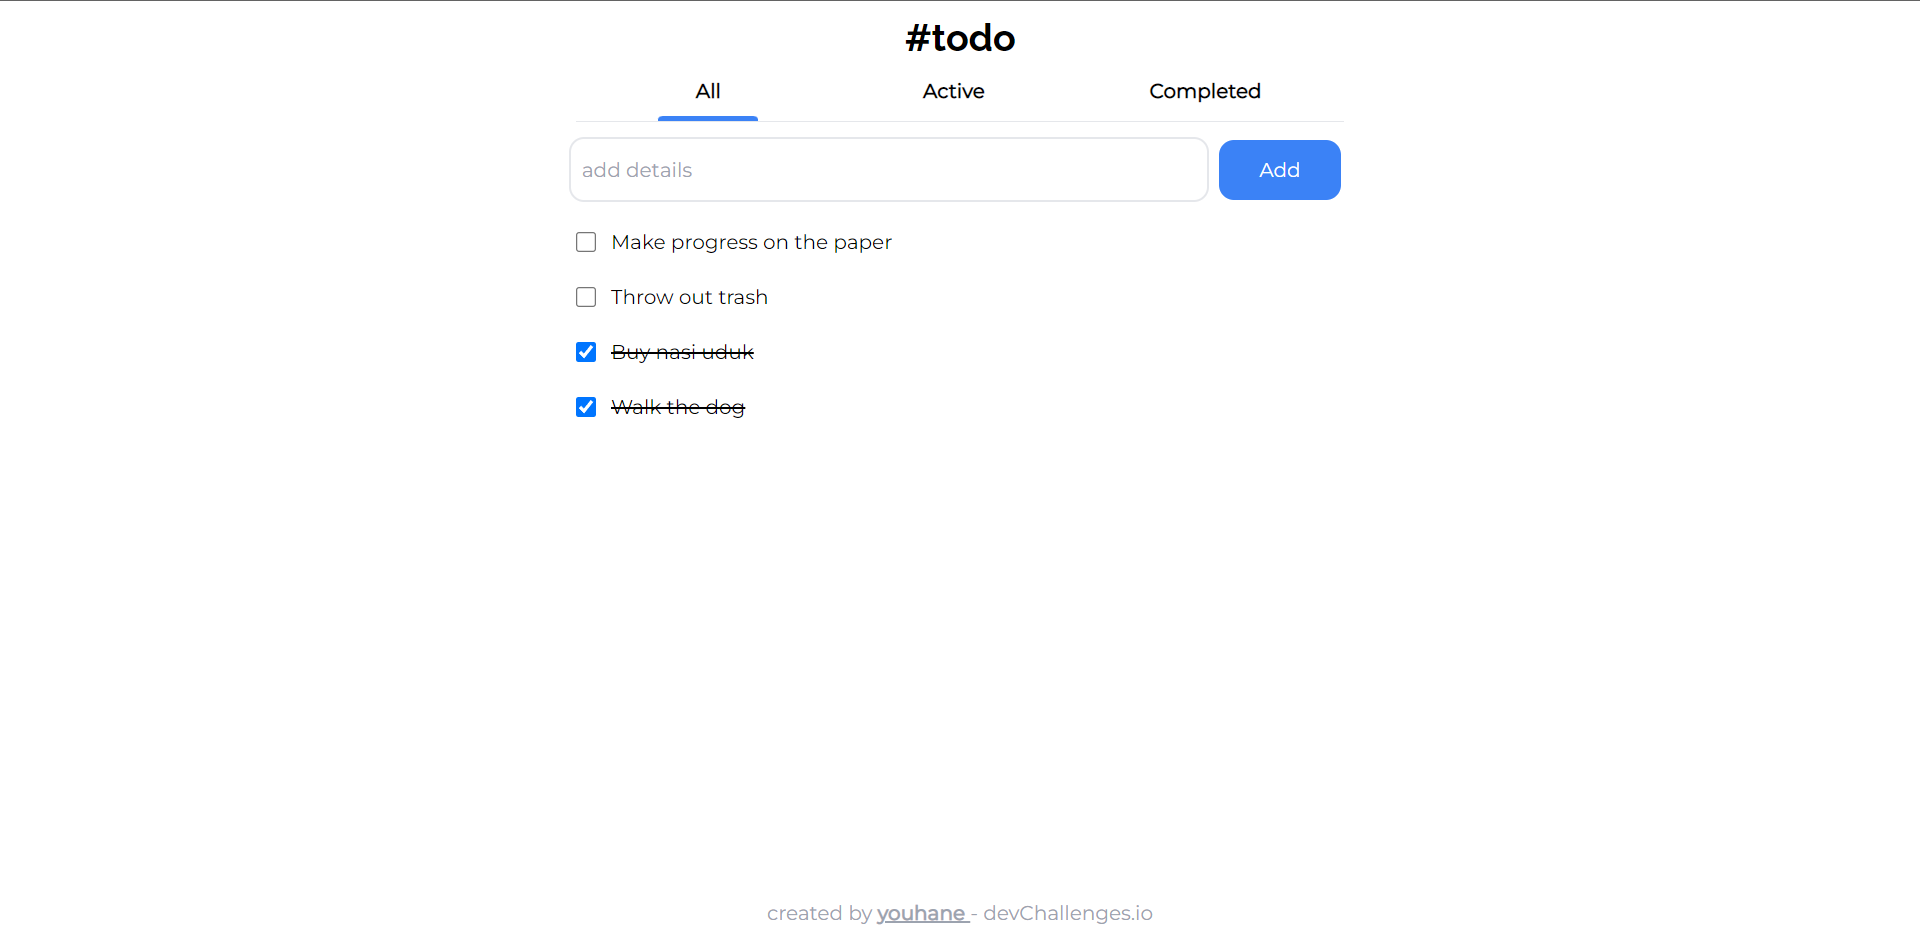 #todo
All Active Completed
add details Add
Make progress on the paper
Throw out trash
Buy nasi uduk
Walk the dog
created by youhane - devChallenges.io